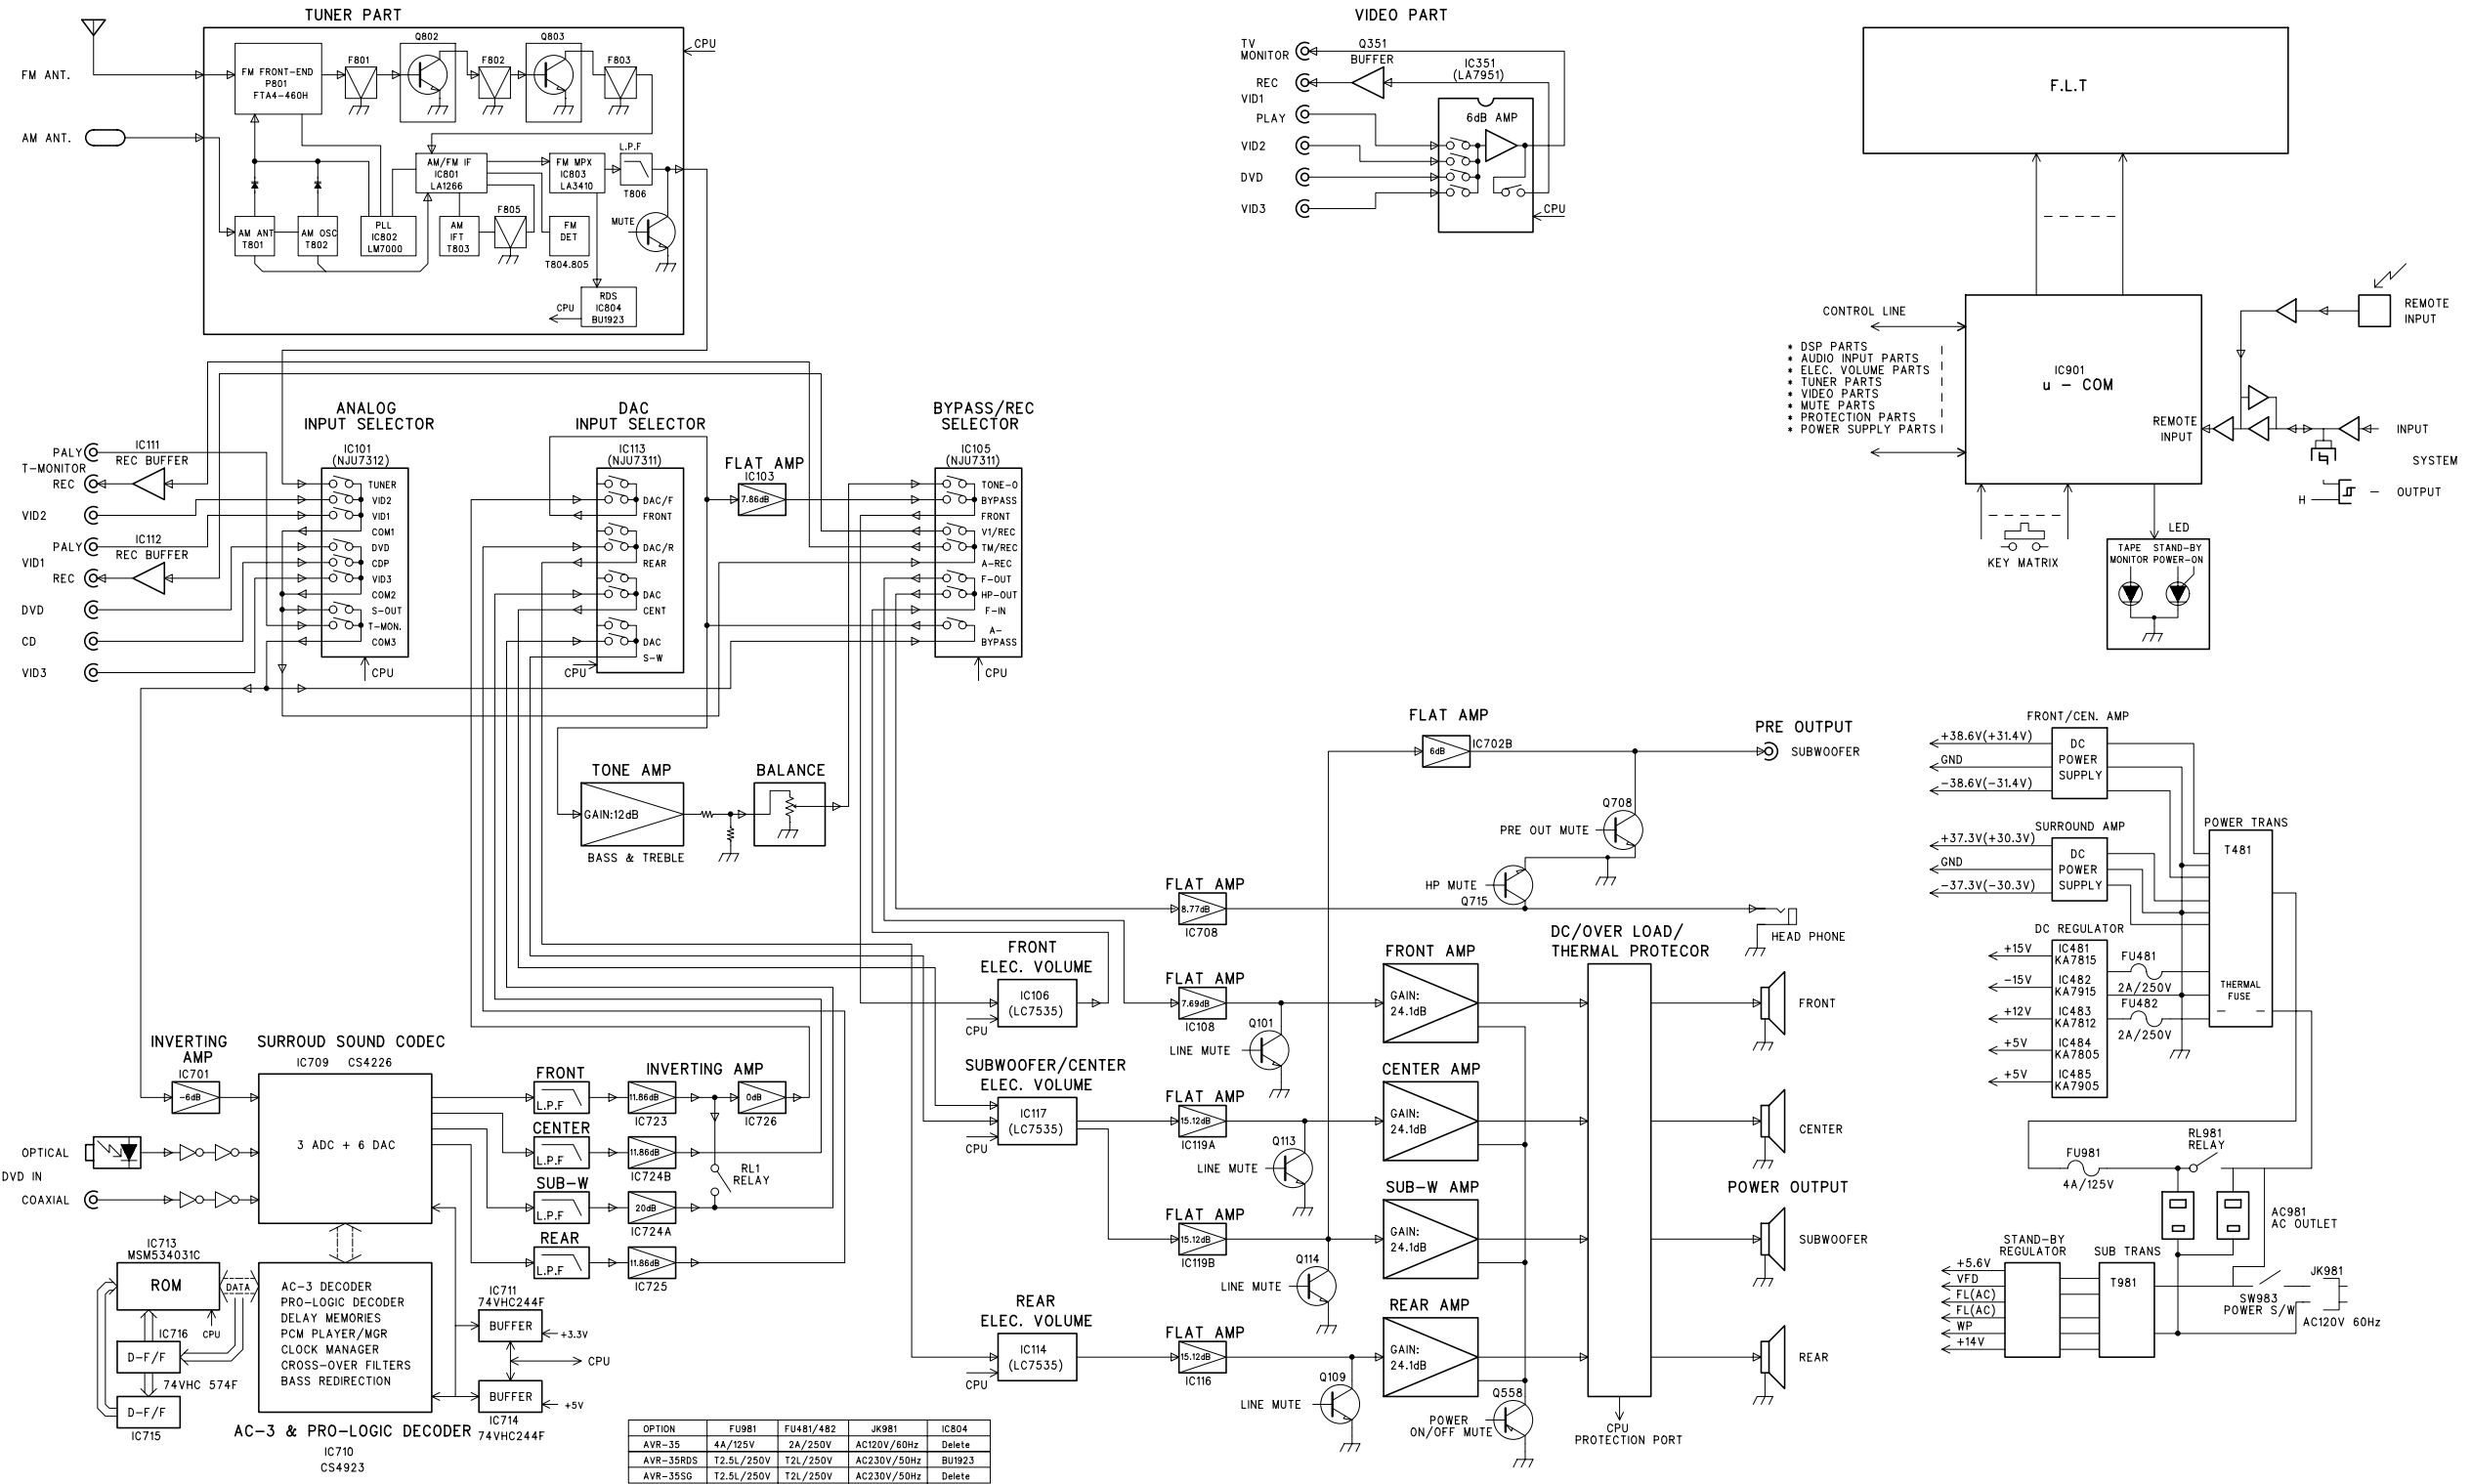 TUNER PART
FM ANT.
AM ANT.
CPU
FM FRONT-END
P801
FTA4-460H
F801
Q802
F802
Q803
F803
AM/FM IF
IC801
LA1266
FM MPX
IC803
LA3410
L.P.F
T806
AM ANT
T801
AM OSC
T802
PLL
IC802
LM7000
AM
IFT
T803
F805
FM
DET
T804.805
MUTE
RDS
IC804
BU1923
CPU
VIDEO PART
TV
MONITOR
Q351
BUFFER
REC
VID1
PLAY
VID2
DVD
VID3
IC351
(LA7951)
6dB AMP
CPU
F.L.T
CONTROL LINE
* DSP PARTS
* AUDIO INPUT PARTS
* ELEC. VOLUME PARTS
* TUNER PARTS
* VIDEO PARTS
* MUTE PARTS
* PROTECTION PARTS
* POWER SUPPLY PARTS
IC901
u - COM
REMOTE
INPUT
REMOTE
INPUT
INPUT
SYSTEM
H
- OUTPUT
KEY MATRIX
LED
TAPE STAND-BY
MONITOR POWER-ON
ANALOG
INPUT SELECTOR
IC101
(NJU7312)
PALY
T-MONITOR
REC
IC111
REC BUFFER
VID2
PALY
VID1
REC
IC112
REC BUFFER
DVD
CD
VID3
TUNER
VID2
VID1
COM1
DVD
CDP
VID3
COM2
S-OUT
T-MON.
COM3
CPU
DAC
INPUT SELECTOR
IC113
(NJU7311)
DAC/F
FRONT
DAC/R
REAR
DAC
CENT
DAC
S-W
CPU
FLAT AMP
IC103
7.86dB
BYPASS/REC
SELECTOR
IC105
(NJU7311)
TONE-O
BYPASS
FRONT
V1/REC
TM/REC
A-REC
F-OUT
HP-OUT
F-IN
A-
BYPASS
CPU
TONE AMP
GAIN:12dB
BASS & TREBLE
BALANCE
FLAT AMP
6dB
IC702B
PRE OUTPUT
SUBWOOFER
Q708
PRE OUT MUTE
HP MUTE
Q715
FLAT AMP
8.77dB
IC708
HEAD PHONE
FRONT
ELEC. VOLUME
IC106
(LC7535)
CPU
FLAT AMP
7.69dB
IC108
Q101
LINE MUTE
FRONT AMP
GAIN:
24.1dB
DC/OVER LOAD/
THERMAL PROTECOR
FRONT
SUBWOOFER/CENTER
ELEC. VOLUME
IC117
(LC7535)
CPU
FLAT AMP
15.12dB
IC119A
Q113
LINE MUTE
CENTER AMP
GAIN:
24.1dB
CENTER
POWER OUTPUT
FLAT AMP
15.12dB
IC119B
Q114
LINE MUTE
SUB-W AMP
GAIN:
24.1dB
SUBWOOFER
REAR
ELEC. VOLUME
IC114
(LC7535)
CPU
FLAT AMP
15.12dB
IC116
Q109
LINE MUTE
REAR AMP
GAIN:
24.1dB
REAR
Q558
POWER
ON/OFF MUTE
CPU
PROTECTION PORT
INVERTING
AMP
IC701
-6dB
SURROUD SOUND CODEC
IC709 CS4226
3 ADC + 6 DAC
OPTICAL
DVD IN
COAXIAL
FRONT
L.P.F
11.86dB
IC723
INVERTING AMP
0dB
IC726
CENTER
L.P.F
11.86dB
IC724B
RL1
RELAY
SUB-W
L.P.F
20dB
IC724A
REAR
L.P.F
11.86dB
IC725
IC713
MSM534031C
ROM
DATA
CPU
IC716
D-F/F
74VHC 574F
D-F/F
IC715
AC-3 DECODER
PRO-LOGIC DECODER
DELAY MEMORIES
PCM PLAYER/MGR
CLOCK MANAGER
CROSS-OVER FILTERS
BASS REDIRECTION
AC-3 & PRO-LOGIC DECODER
IC710
CS4923
IC711
74VHC244F
BUFFER
+3.3V
CPU
BUFFER
+5V
IC714
74VHC244F
OPTION FU981 FU481/482 JK981 IC804
AVR-35 4A/125V 2A/250V AC120V/60Hz Delete
AVR-35RDS T2.5L/250V T2L/250V AC230V/50Hz BU1923
AVR-35SG T2.5L/250V T2L/250V AC230V/50Hz Delete
FRONT/CEN. AMP
+38.6V(+31.4V)
GND
-38.6V(-31.4V)
DC
POWER
SUPPLY
SURROUND AMP
+37.3V(+30.3V)
GND
-37.3V(-30.3V)
DC
POWER
SUPPLY
POWER TRANS
T481
THERMAL
FUSE
DC REGULATOR
+15V
-15V
+12V
+5V
+5V
IC481
KA7815
IC482
KA7915
IC483
KA7812
IC484
KA7805
IC485
KA7905
FU481
2A/250V
FU482
2A/250V
FU981
4A/125V
RL981
RELAY
AC981
AC OUTLET
STAND-BY
REGULATOR
+5.6V
VFD
FL(AC)
FL(AC)
WP
+14V
SUB TRANS
T981
SW983
POWER S/W
JK981
AC120V 60Hz